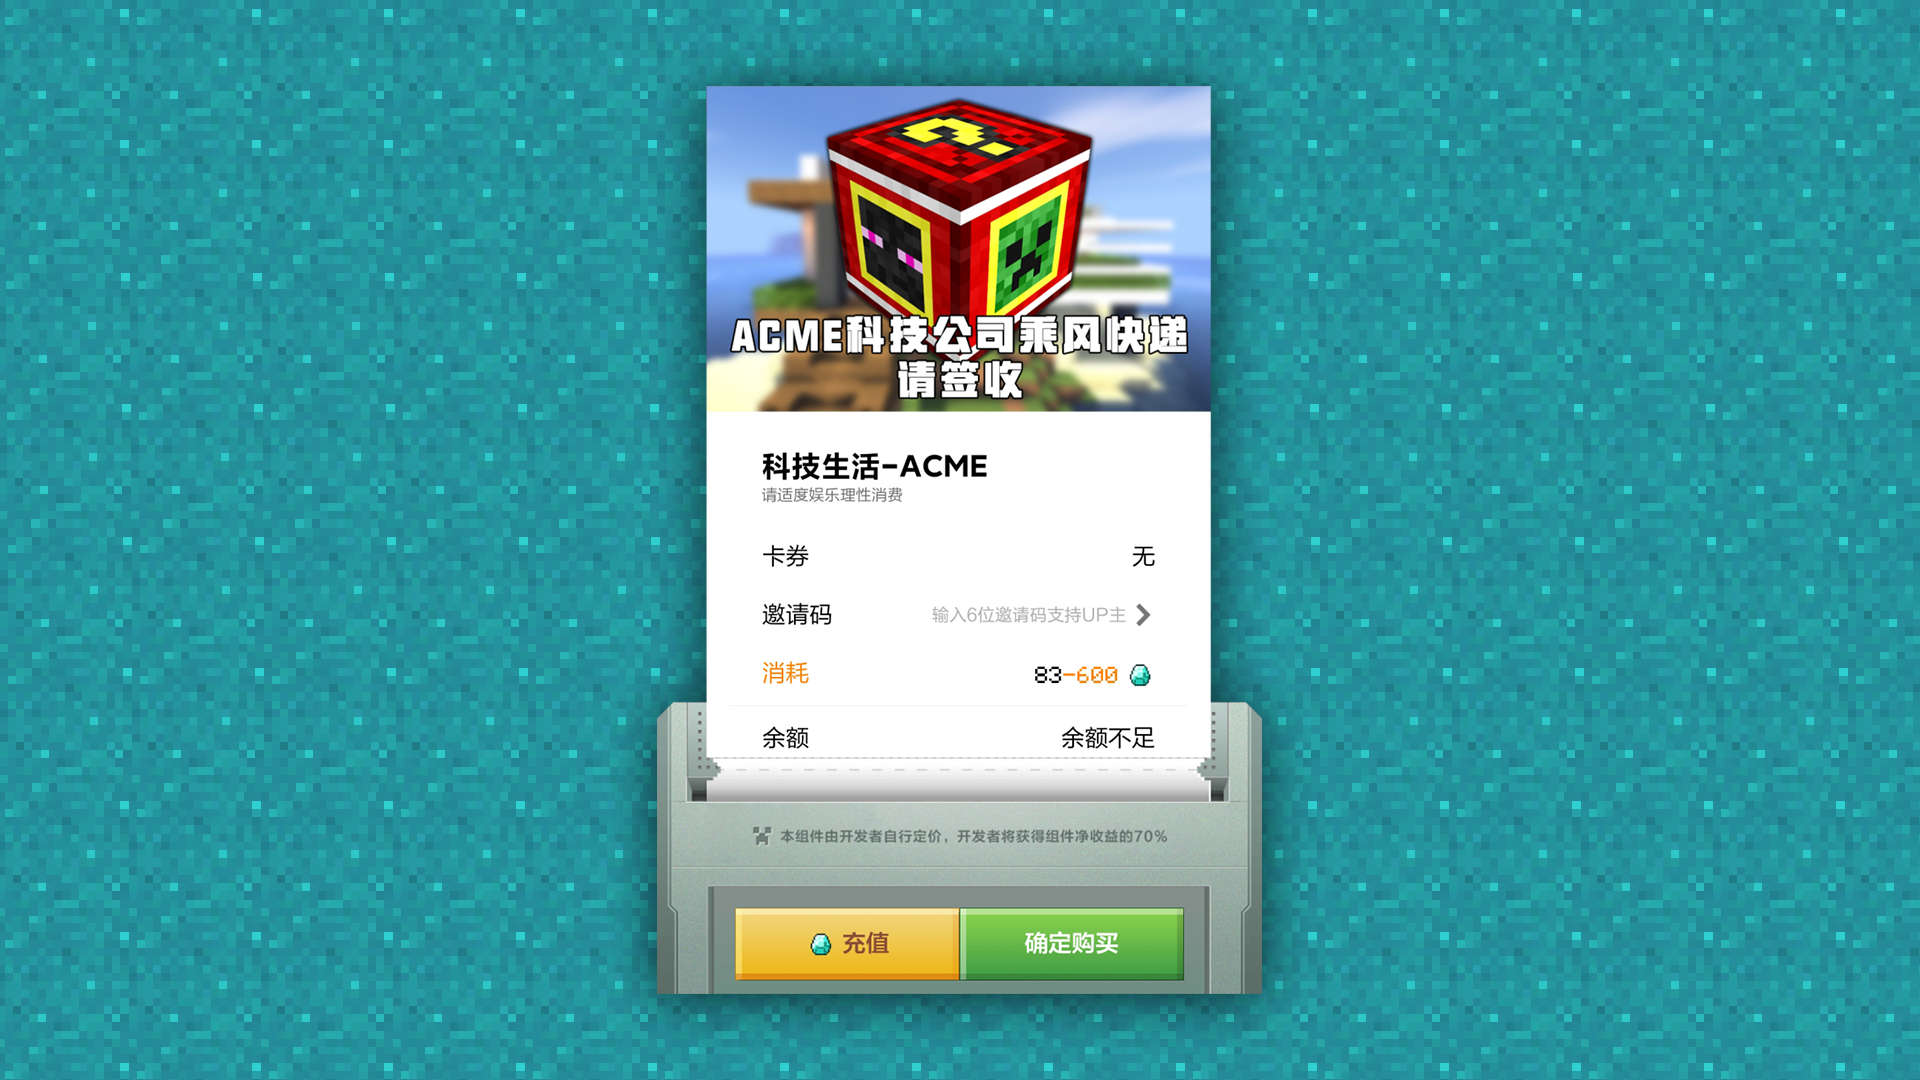 ACME科技公司乘风快递
请签收
科技生活-ACME
请适度娱乐理性消费
卡券 无
邀请码 输入6位邀请码支持UP主
消耗 83-600
余额 余额不足
本组件由开发者自行定价，开发者将获得组件净收益的70%
充值 确定购买